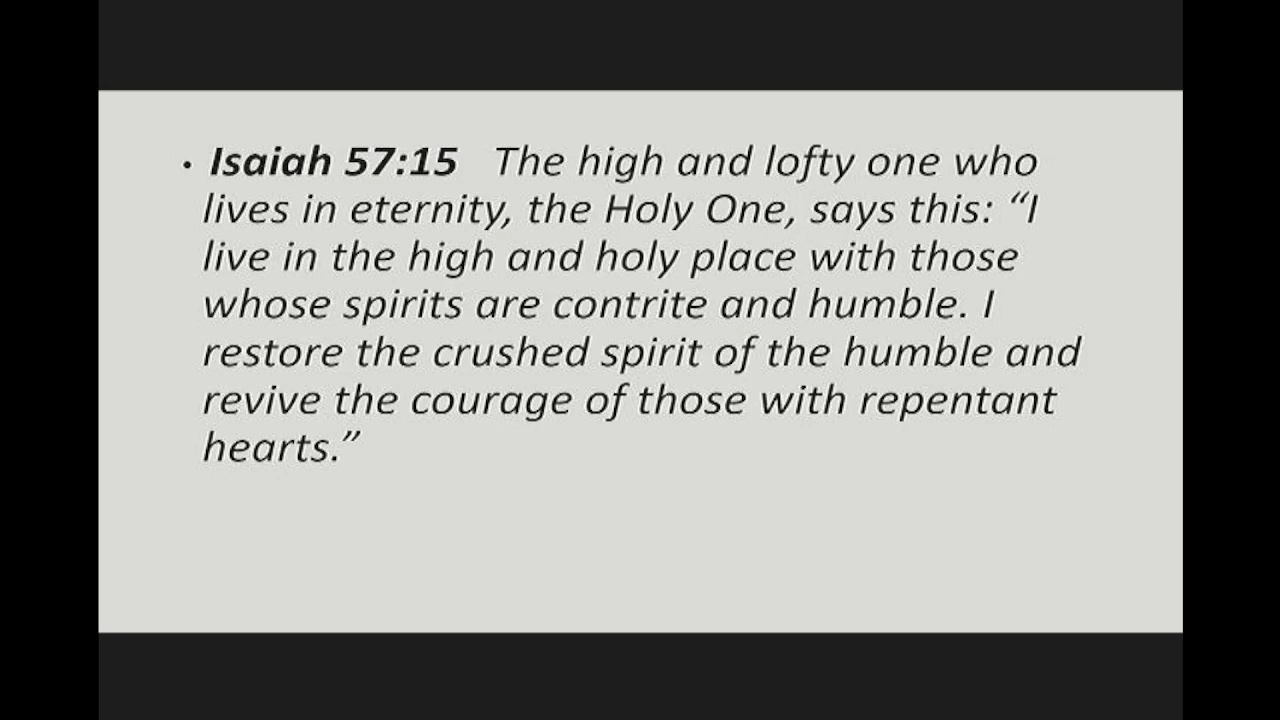 • Isaiah 57:15 The high and lofty one who
lives in eternity, the Holy One, says this: “I
live in the high and holy place with those
whose spirits are contrite and humble. I
restore the crushed spirit of the humble and
revive the courage of those with repentant
hearts.”